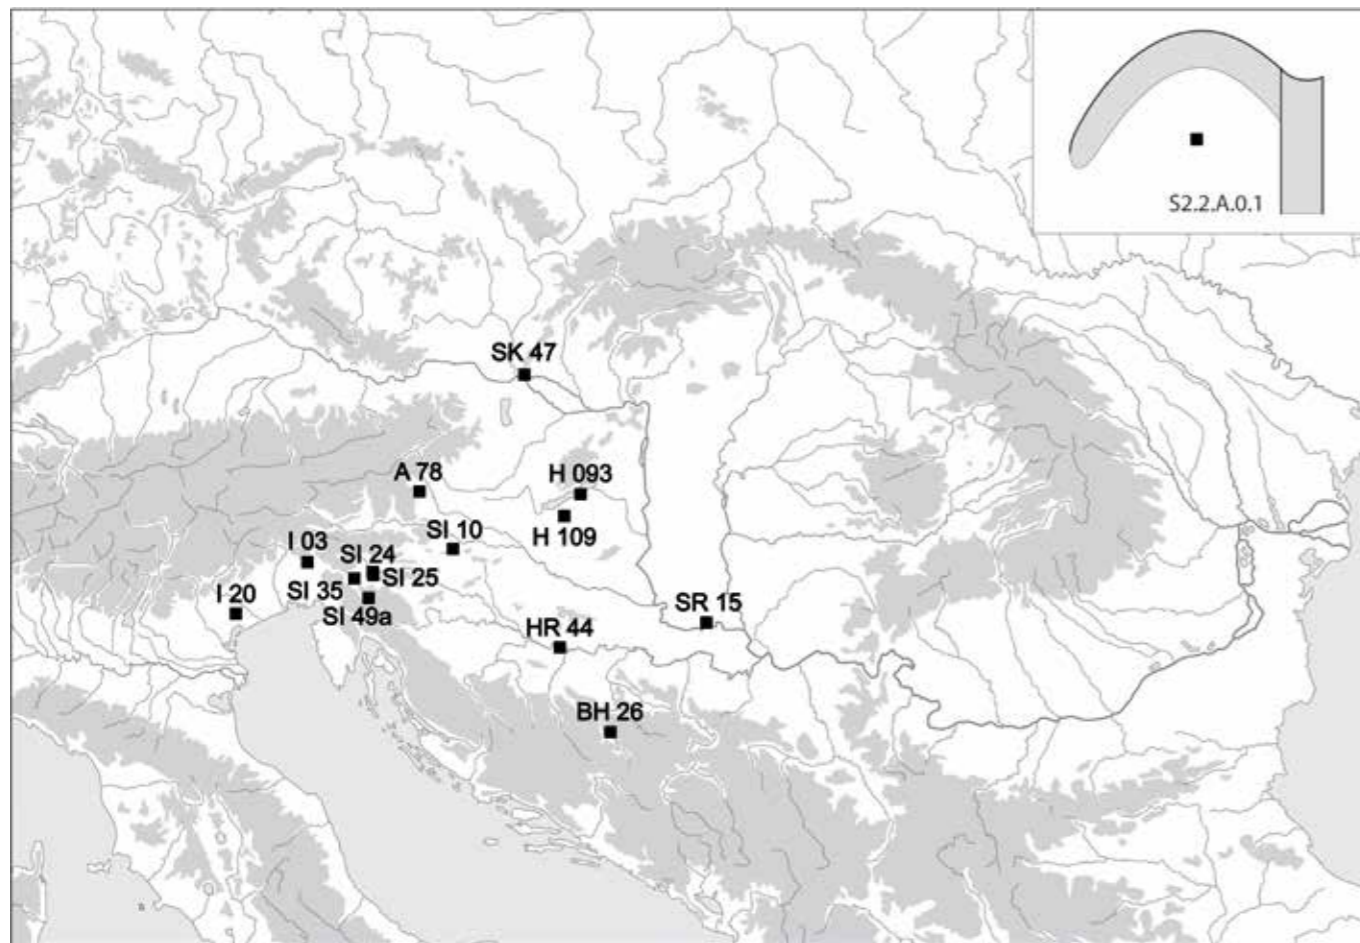 S2.2.A.0.1
SK 47
A 78
H 093
H 109
SI 10
I 03
SI 24
SI 25
SI 35
SI 49a
I 20
SR 15
HR 44
BH 26